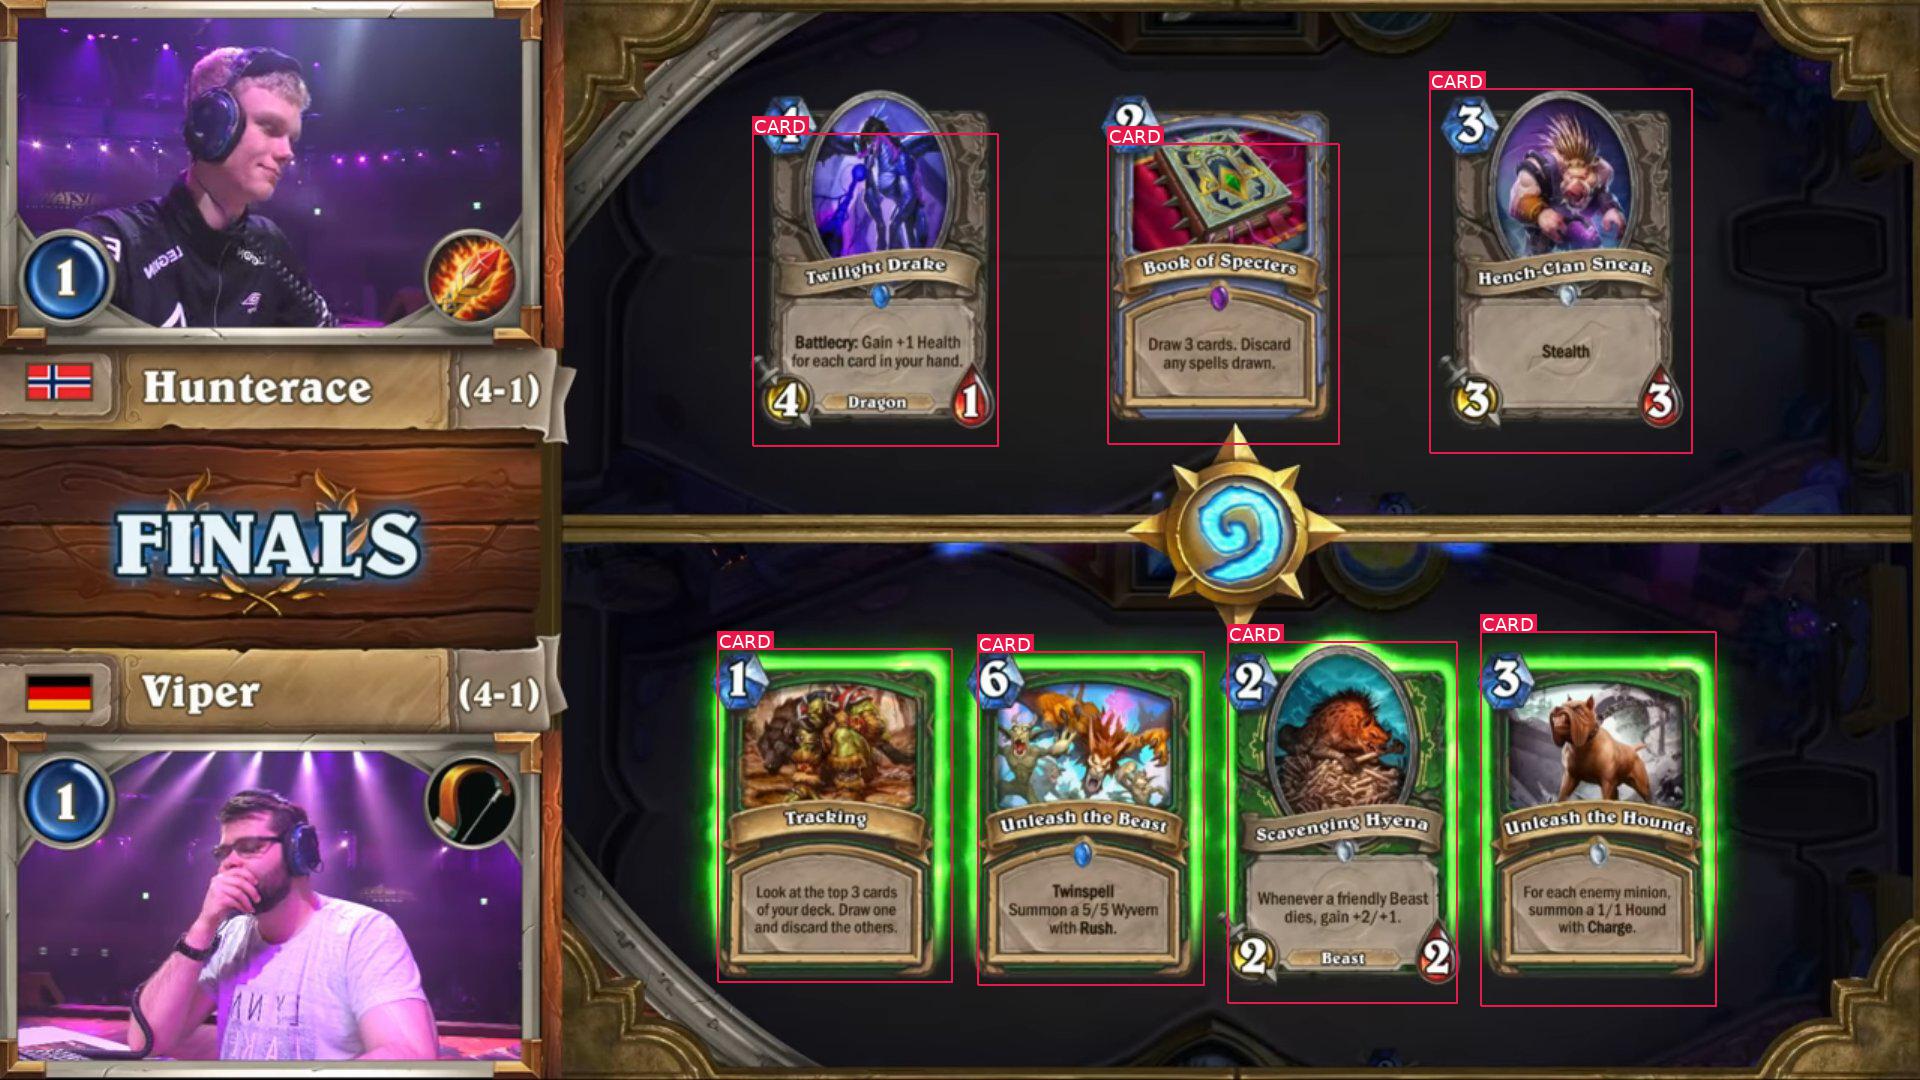 1
Hunterace
(4-1)
FINALS
Viper
(4-1)
1
CARD
4
Twilight Drake
Battlecry: Gain +1 Health
for each card in your hand.
4
Dragon
1
CARD
2
Book of Specters
Draw 3 cards. Discard
any spells drawn.
CARD
3
Hench-Clan Sneak
Stealth
3
3
CARD
1
Tracking
Look at the top 3 cards
of your deck. Draw one
and discard the others.
CARD
6
Unleash the Beast
Twinspell
Summon a 5/5 Wyvern
with Rush.
CARD
2
Scavenging Hyena
Whenever a friendly Beast
dies, gain +2/+1.
2
Beast
2
CARD
3
Unleash the Hounds
For each enemy minion,
summon a 1/1 Hound
with Charge.